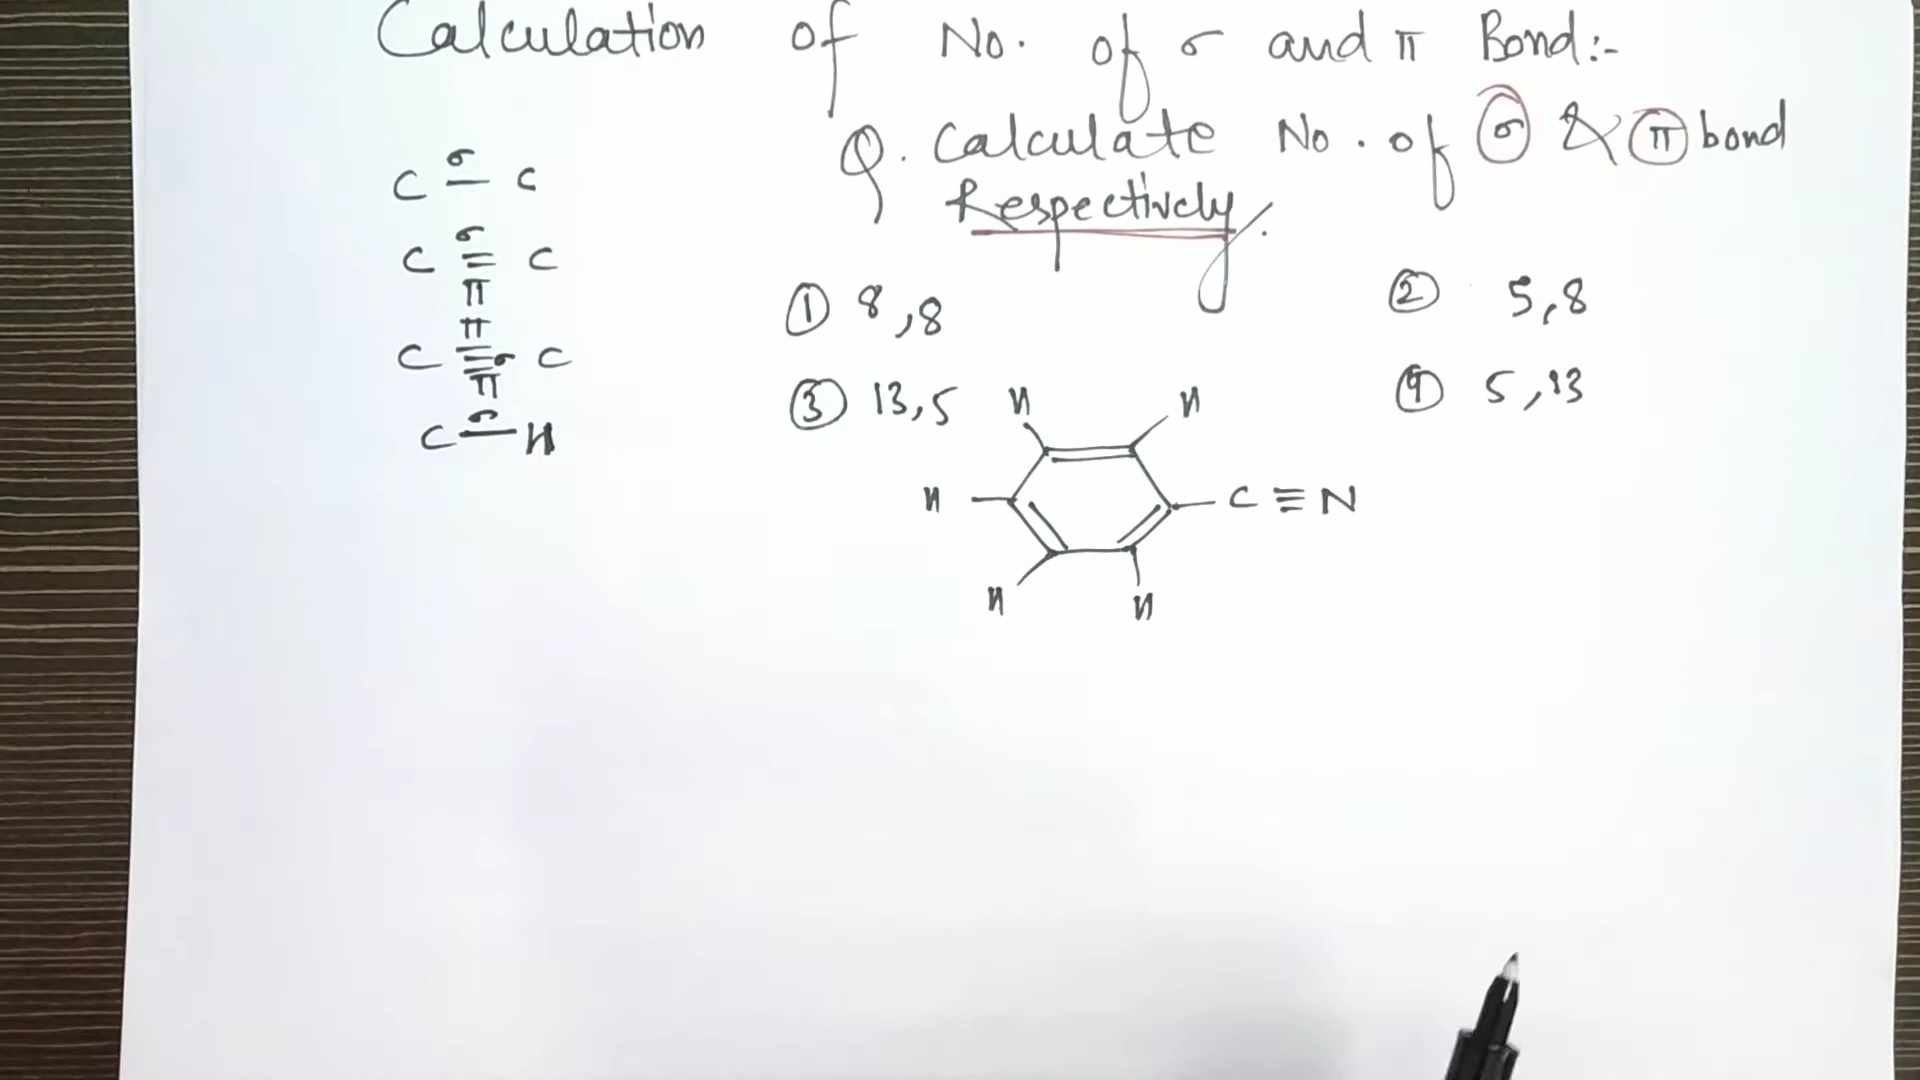 Calculation of No. of σ and π Bond:-
Q. Calculate No. of σ & π bond
Respectively.
① 8,8
② 5,8
③ 13,5
④ 5,13
C σ C
C σ = π C
C π ≡ σ π C
C σ H
H H
H C ≡ N
H H